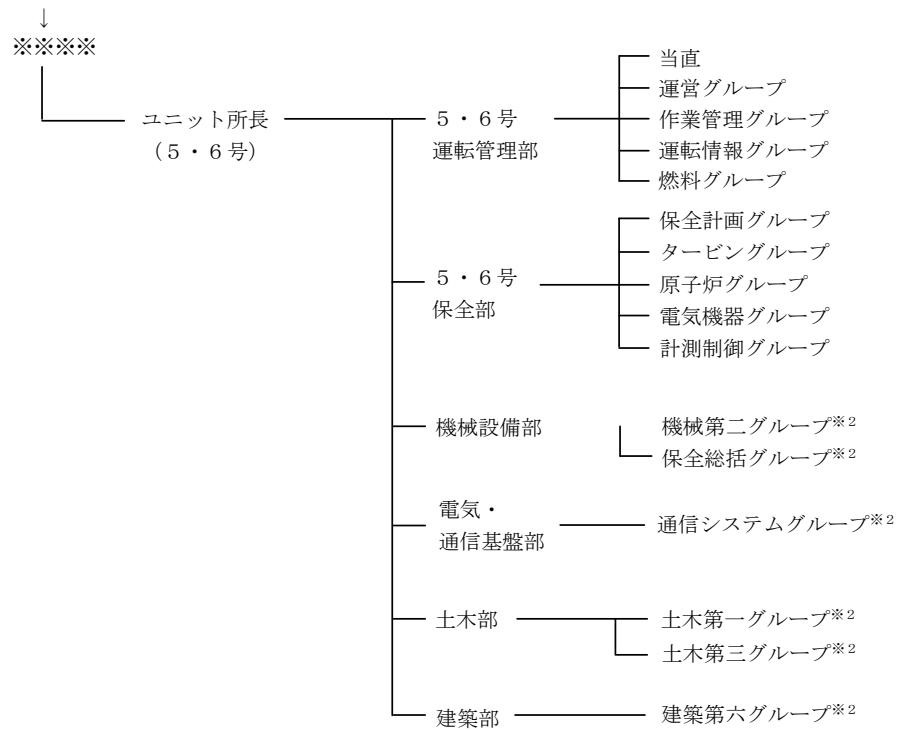 ↓
※※※※
ユニット所長
（５・６号）
５・６号
運転管理部
当直
運営グループ
作業管理グループ
運転情報グループ
燃料グループ
５・６号
保全部
保全計画グループ
タービングループ
原子炉グループ
電気機器グループ
計測制御グループ
機械設備部
機械第二グループ※2
保全総括グループ※2
電気・
通信基盤部
通信システムグループ※2
土木部
土木第一グループ※2
土木第三グループ※2
建築部
建築第六グループ※2